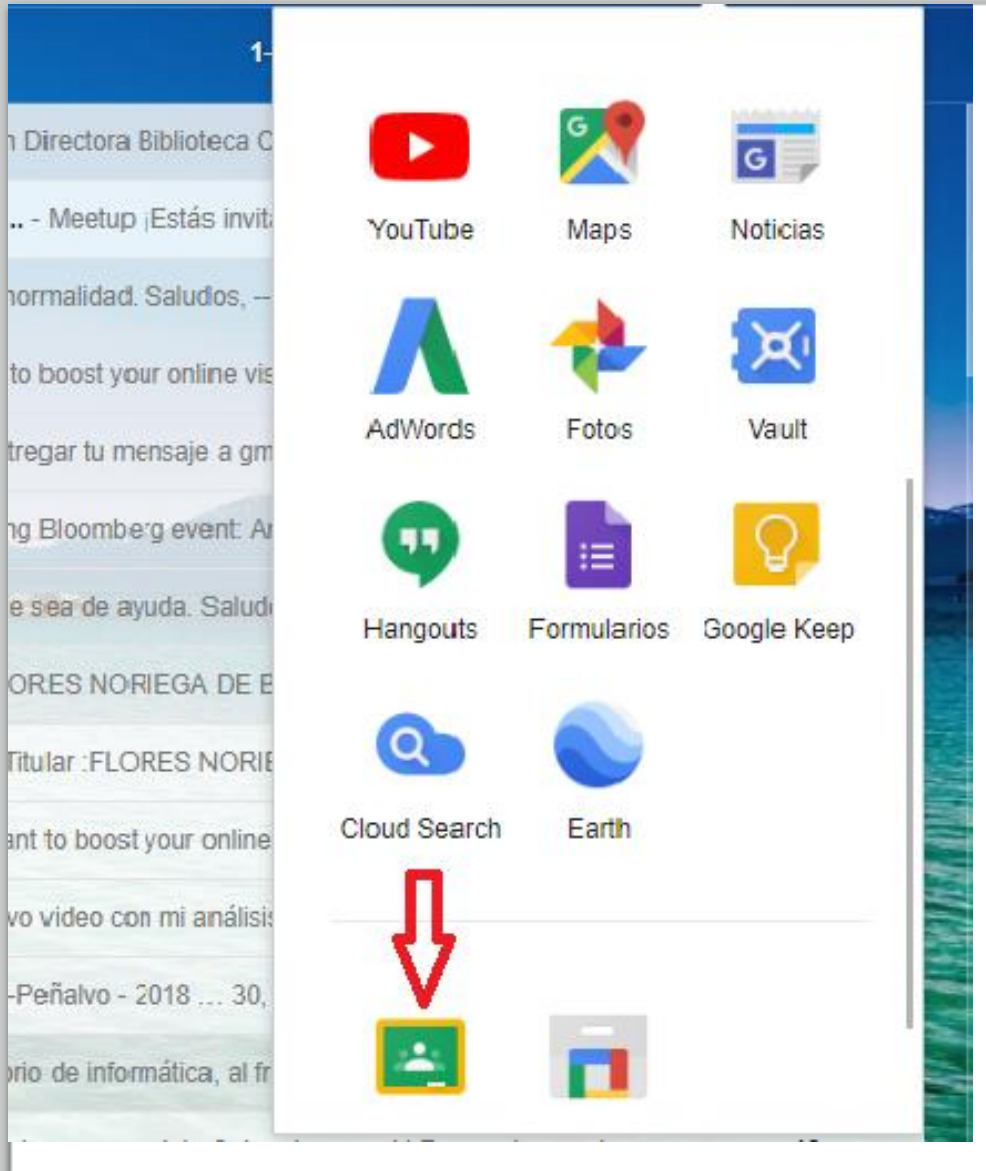 1-
n Directora Biblioteca C
.. - Meetup ¡Estás invita
normalidad. Saludos, --
to boost your online vis
tregar tu mensaje a gm
ng Bloomberg event: Ar
e sea de ayuda. Salud
ORES NORIEGA DE B
Titular :FLORES NORIE
ant to boost your online
vo video con mi análisis
-Peñalvo - 2018 ... 30,
orio de informática, al fr
G
G
YouTube Maps Noticias
AdWords Fotos Vault
Hangouts Formularios Google Keep
Cloud Search Earth